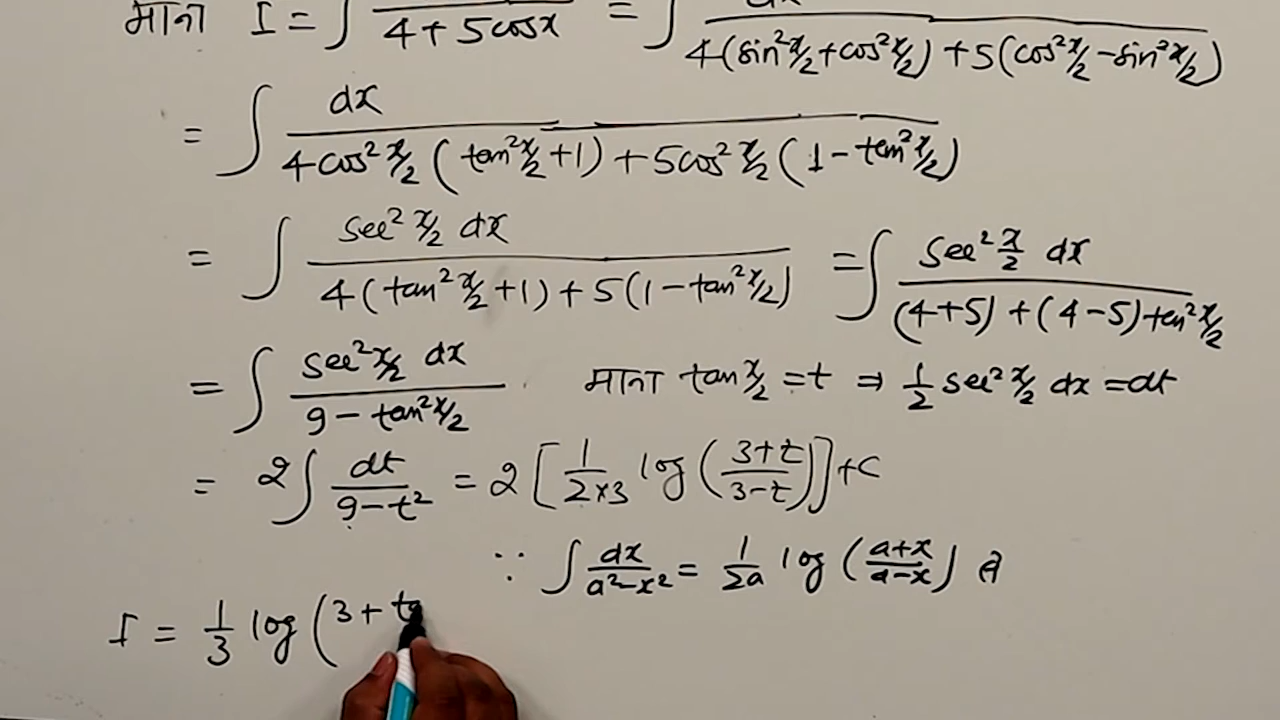 माना I = ∫ / 4 + 5cosx = ∫ dx / 4(sin²x/2 + cos²x/2) + 5(cos²x/2 - sin²x/2)
= ∫ dx / 4cos²x/2 (tan²x/2 + 1) + 5cos²x/2 (1 - tan²x/2)
= ∫ sec²x/2 dx / 4(tan²x/2 + 1) + 5(1 - tan²x/2) = ∫ sec²x/2 dx / (4+5) + (4-5)tan²x/2
= ∫ sec²x/2 dx / 9 - tan²x/2 माना tan x/2 = t ⇒ 1/2 sec²x/2 dx = dt
= 2∫ dt / 9 - t² = 2[1/2×3 log(3+t/3-t)] + C
∵ ∫ dx / a²-x² = 1/2a log(a+x/a-x) से
I = 1/3 log(3 + ta